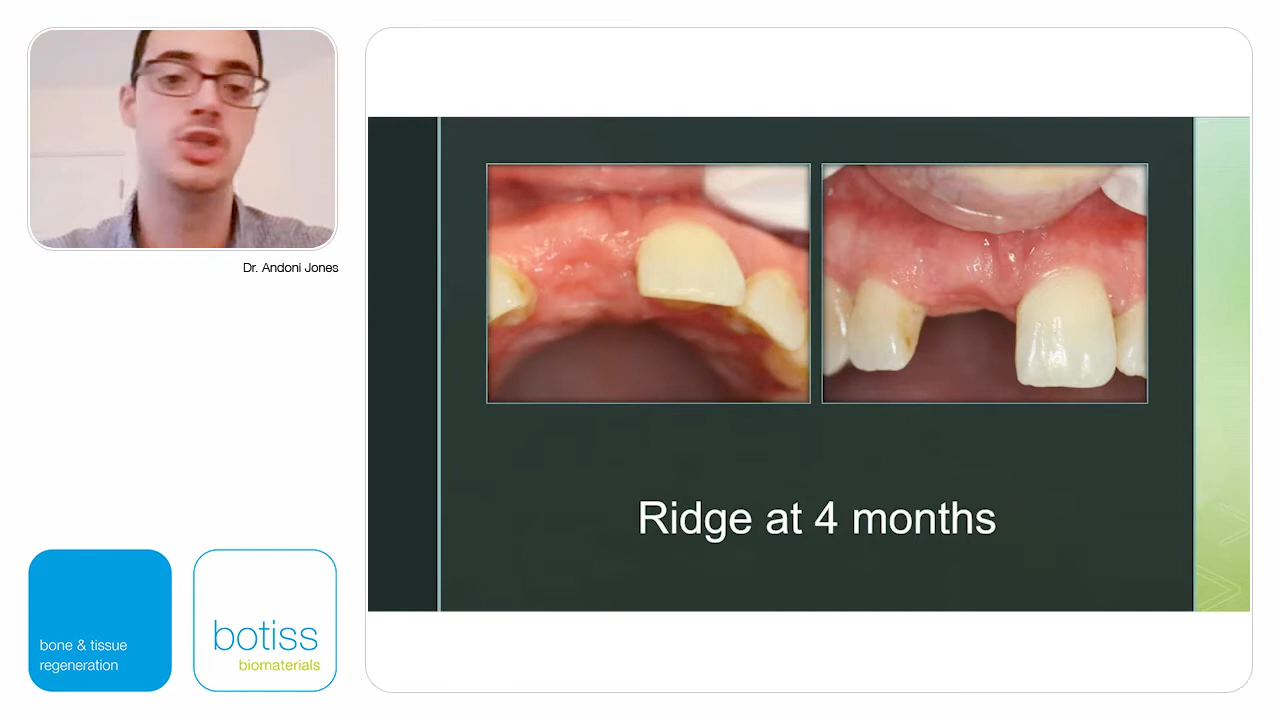 Dr. Andoni Jones
Ridge at 4 months
bone & tissue
regeneration
botiss
biomaterials